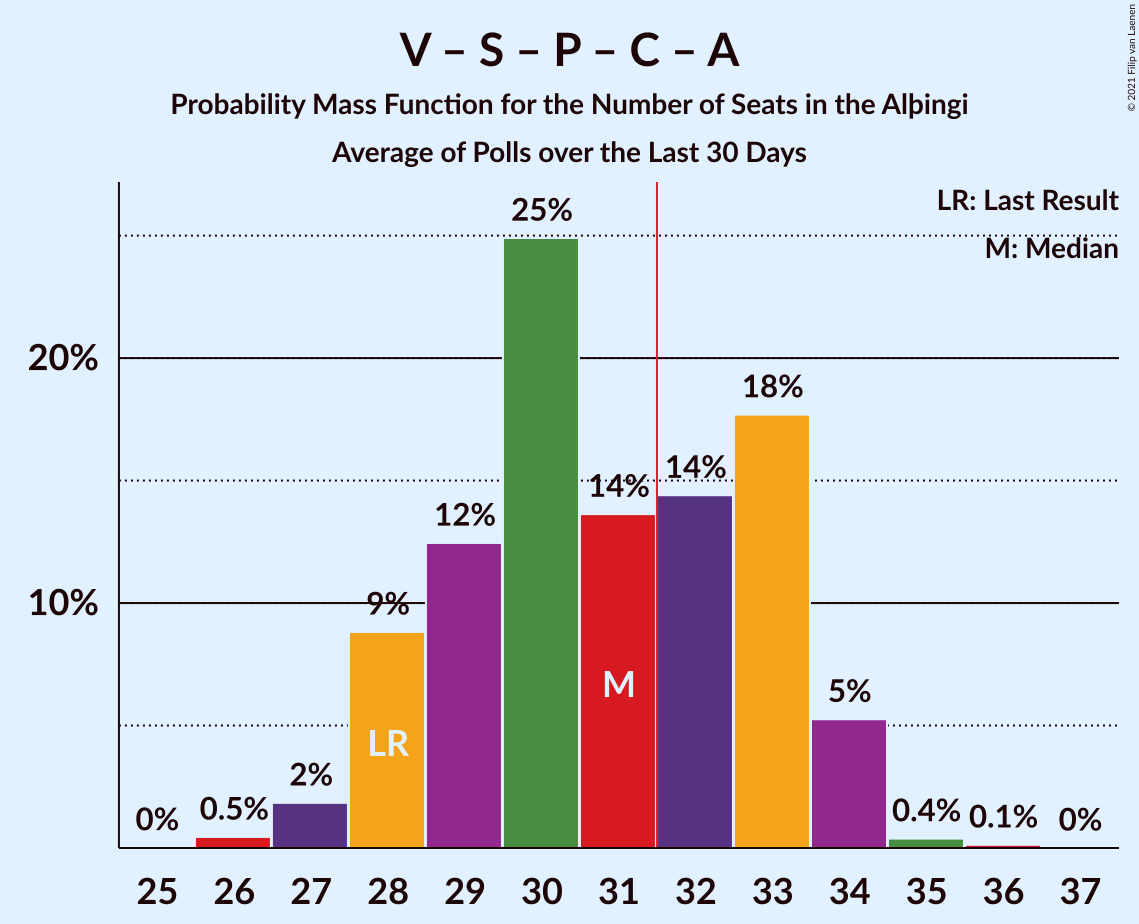 V – S – P – C – A
Probability Mass Function for the Number of Seats in the Alþingi
Average of Polls over the Last 30 Days
© 2021 Filip van Laenen
LR: Last Result
M: Median
25%
20%
18%
14%
14%
12%
10%
9%
M
LR
5%
2%
0%
0.5%
0.4%
0.1%
0%
25 26 27 28 29 30 31 32 33 34 35 36 37